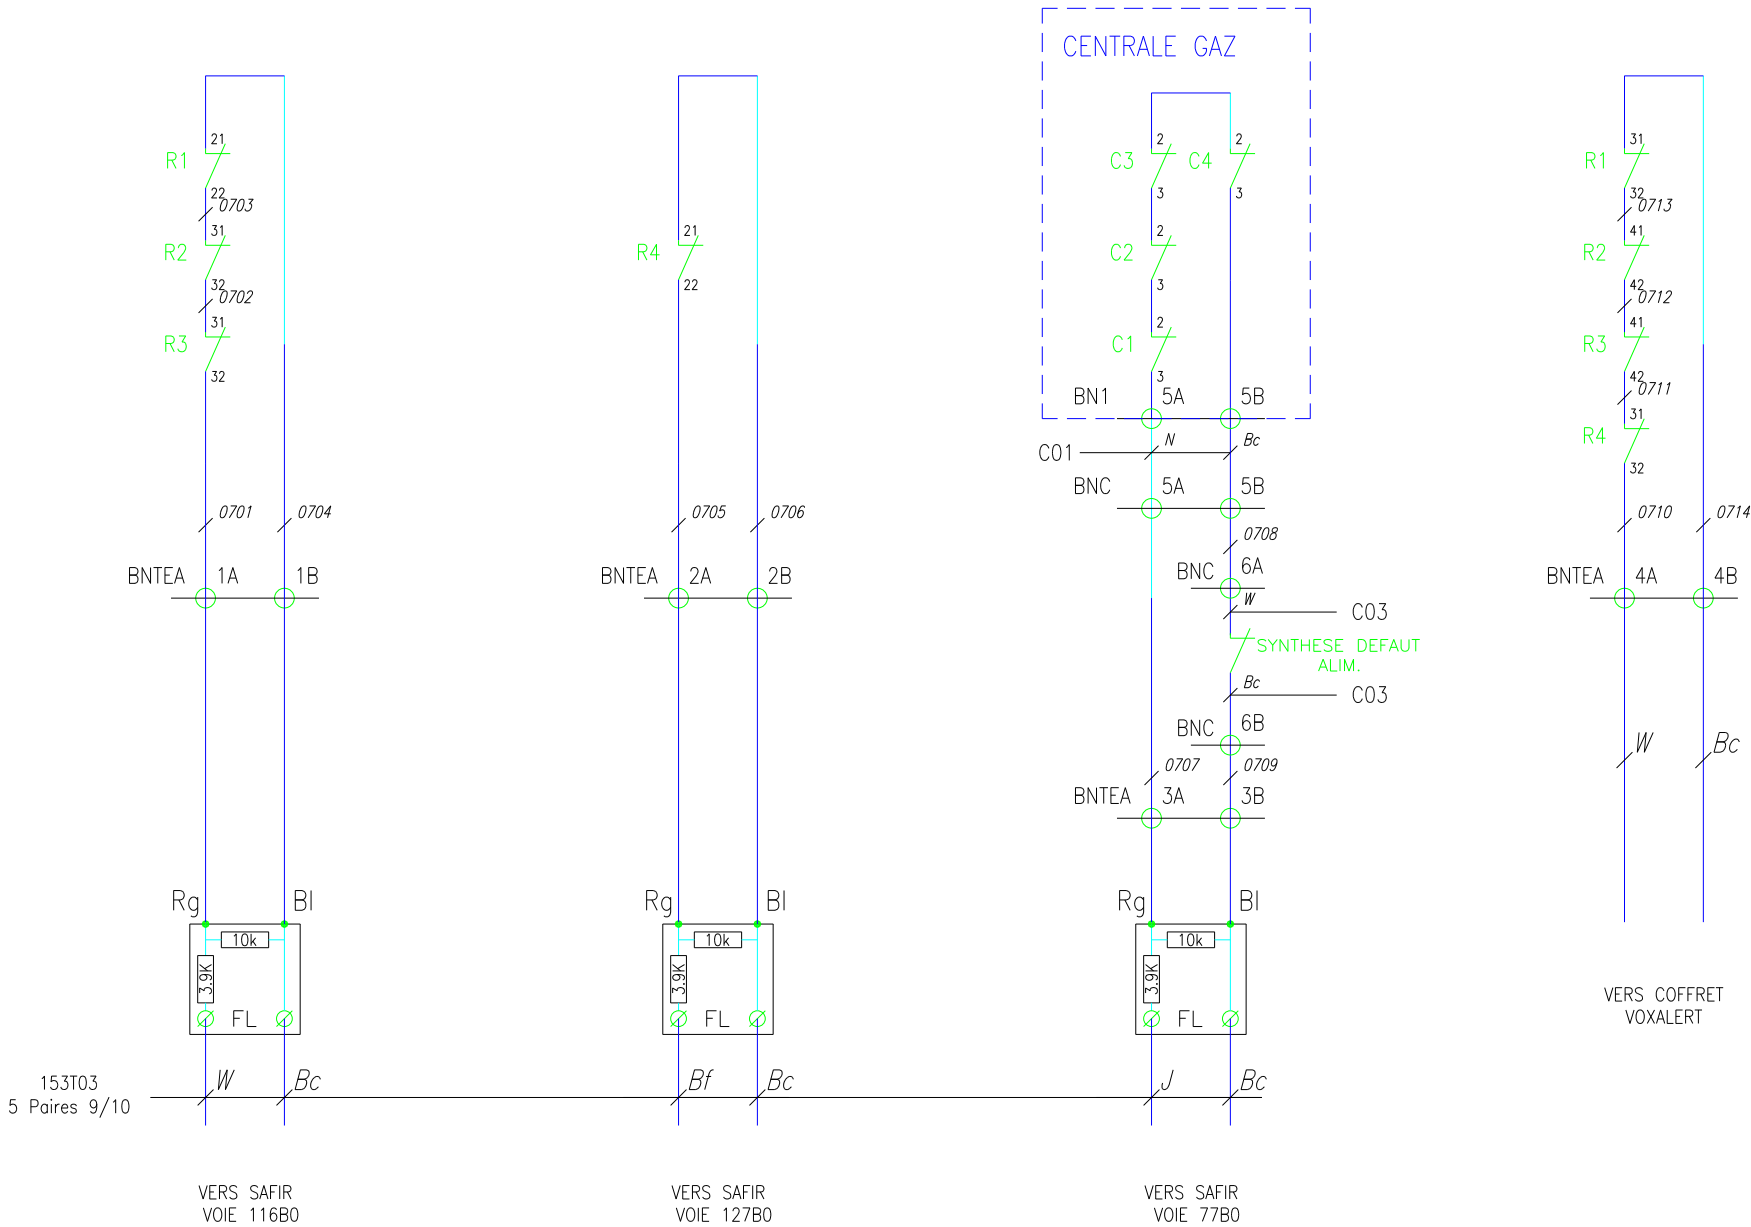 CENTRALE GAZ
21
R1
22
0703
31
R2
32
0702
31
R3
32
0701
0704
BNTEA
1A
1B
Rg
Bl
10k
3.9K
FL
W
Bc
153T03
5 Paires 9/10
VERS SAFIR
VOIE 116B0
21
R4
22
0705
0706
BNTEA
2A
2B
Rg
Bl
10k
3.9K
FL
Bf
Bc
VERS SAFIR
VOIE 127B0
2
C3
3
2
C4
3
2
C2
3
2
C1
3
BN1
5A
5B
N
Bc
C01
BNC
5A
5B
0708
BNC
6A
W
C03
SYNTHESE DEFAUT
ALIM.
Bc
C03
BNC
6B
0707
0709
BNTEA
3A
3B
Rg
Bl
10k
3.9K
FL
J
Bc
VERS SAFIR
VOIE 77B0
31
R1
32
0713
41
R2
42
0712
41
R3
42
0711
31
R4
32
0710
0714
BNTEA
4A
4B
W
Bc
VERS COFFRET
VOXALERT